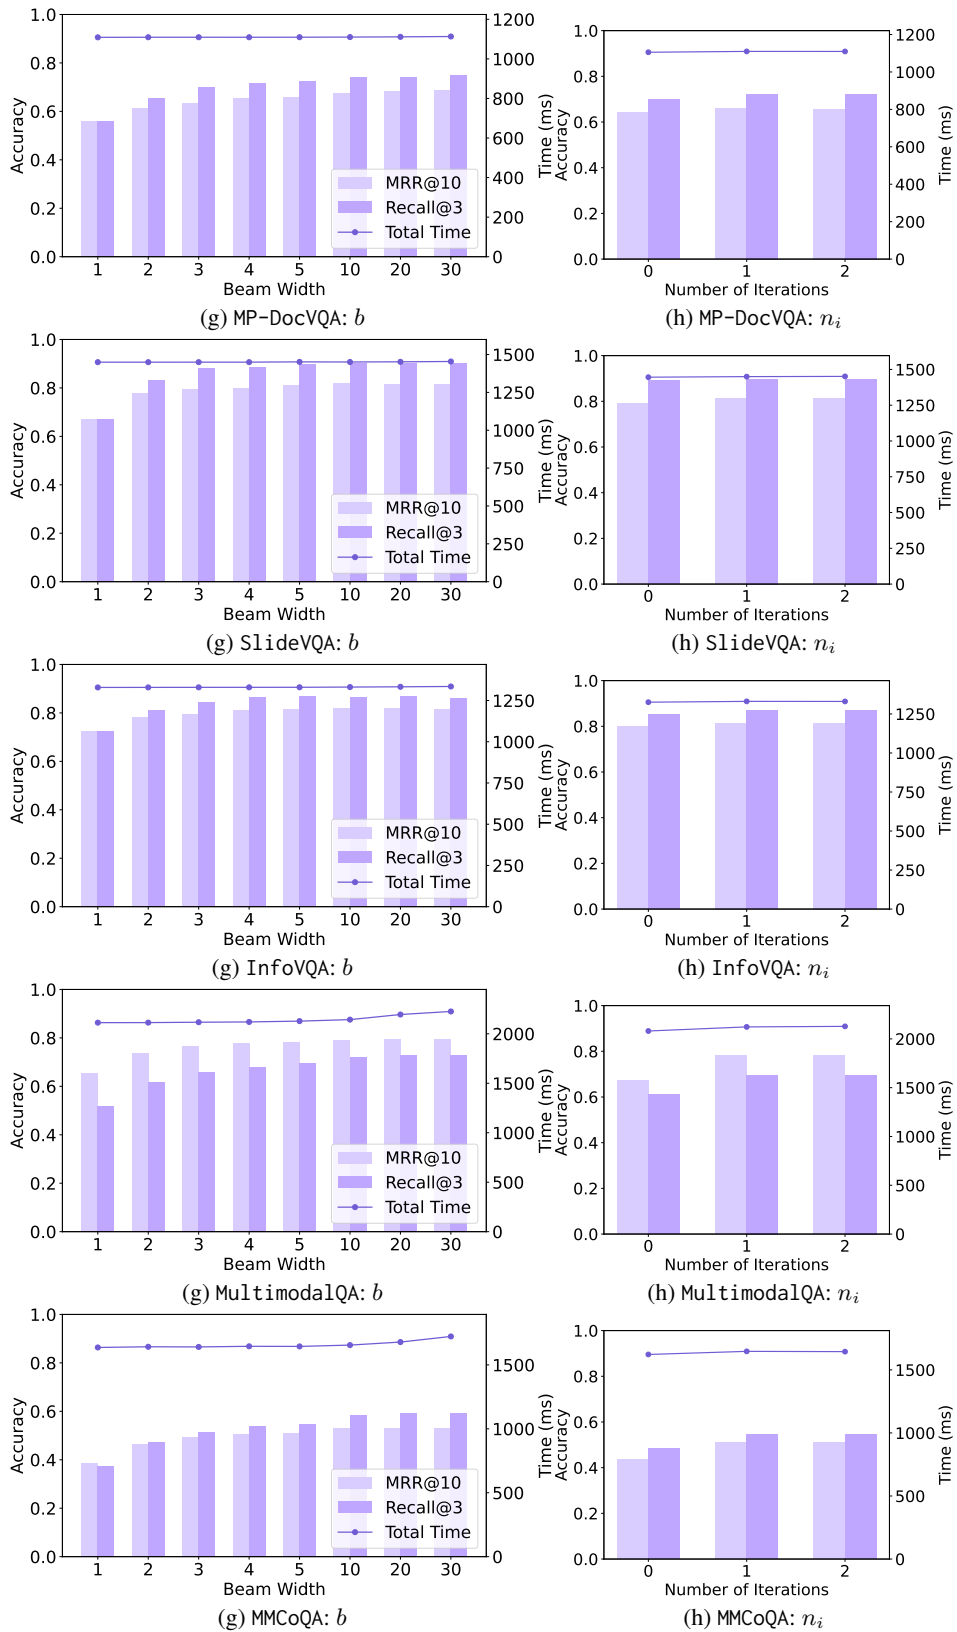 1.0
0.8
0.6
0.4
0.2
0.0
Accuracy
1200
1000
800
600
400
200
0
Time (ms)
MRR@10
Recall@3
Total Time
1 2 3 4 5 10 20 30
Beam Width
(g) MP-DocVQA: b
1.0
0.8
0.6
0.4
0.2
0.0
Accuracy
1200
1000
800
600
400
200
0
Time (ms)
0 1 2
Number of Iterations
(h) MP-DocVQA: n_i
1.0
0.8
0.6
0.4
0.2
0.0
Accuracy
1500
1250
1000
750
500
250
0
Time (ms)
MRR@10
Recall@3
Total Time
1 2 3 4 5 10 20 30
Beam Width
(g) SlideVQA: b
1.0
0.8
0.6
0.4
0.2
0.0
Accuracy
1500
1250
1000
750
500
250
0
Time (ms)
0 1 2
Number of Iterations
(h) SlideVQA: n_i
1.0
0.8
0.6
0.4
0.2
0.0
Accuracy
1250
1000
750
500
250
0
Time (ms)
MRR@10
Recall@3
Total Time
1 2 3 4 5 10 20 30
Beam Width
(g) InfoVQA: b
1.0
0.8
0.6
0.4
0.2
0.0
Accuracy
1250
1000
750
500
250
0
Time (ms)
0 1 2
Number of Iterations
(h) InfoVQA: n_i
1.0
0.8
0.6
0.4
0.2
0.0
Accuracy
2000
1500
1000
500
0
Time (ms)
MRR@10
Recall@3
Total Time
1 2 3 4 5 10 20 30
Beam Width
(g) MultimodalQA: b
1.0
0.8
0.6
0.4
0.2
0.0
Accuracy
2000
1500
1000
500
0
Time (ms)
0 1 2
Number of Iterations
(h) MultimodalQA: n_i
1.0
0.8
0.6
0.4
0.2
0.0
Accuracy
1500
1000
500
0
Time (ms)
MRR@10
Recall@3
Total Time
1 2 3 4 5 10 20 30
Beam Width
(g) MMCoQA: b
1.0
0.8
0.6
0.4
0.2
0.0
Accuracy
1500
1000
500
0
Time (ms)
0 1 2
Number of Iterations
(h) MMCoQA: n_i